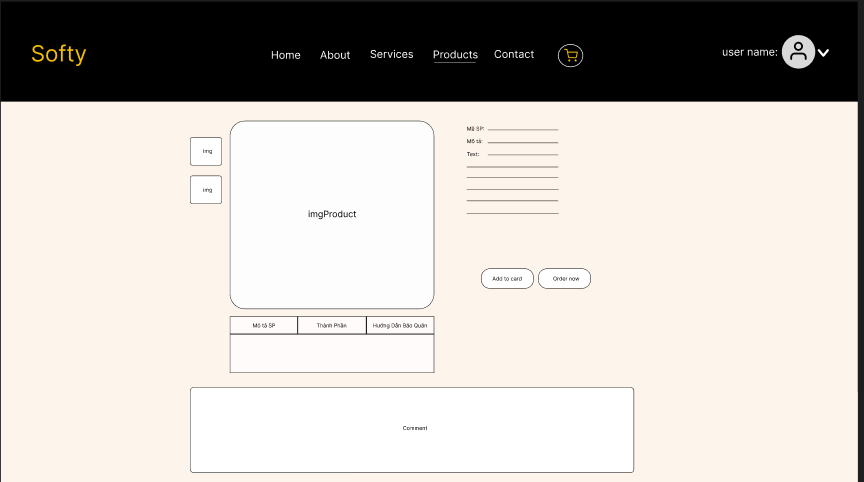 Softy
Home About Services Products Contact
user name:
img
img
imgProduct
Mã SP:
Mô tả:
Text:
Add to card Order now
Mô tả SP Thành Phần Hướng Dẫn Bảo Quản
Comment